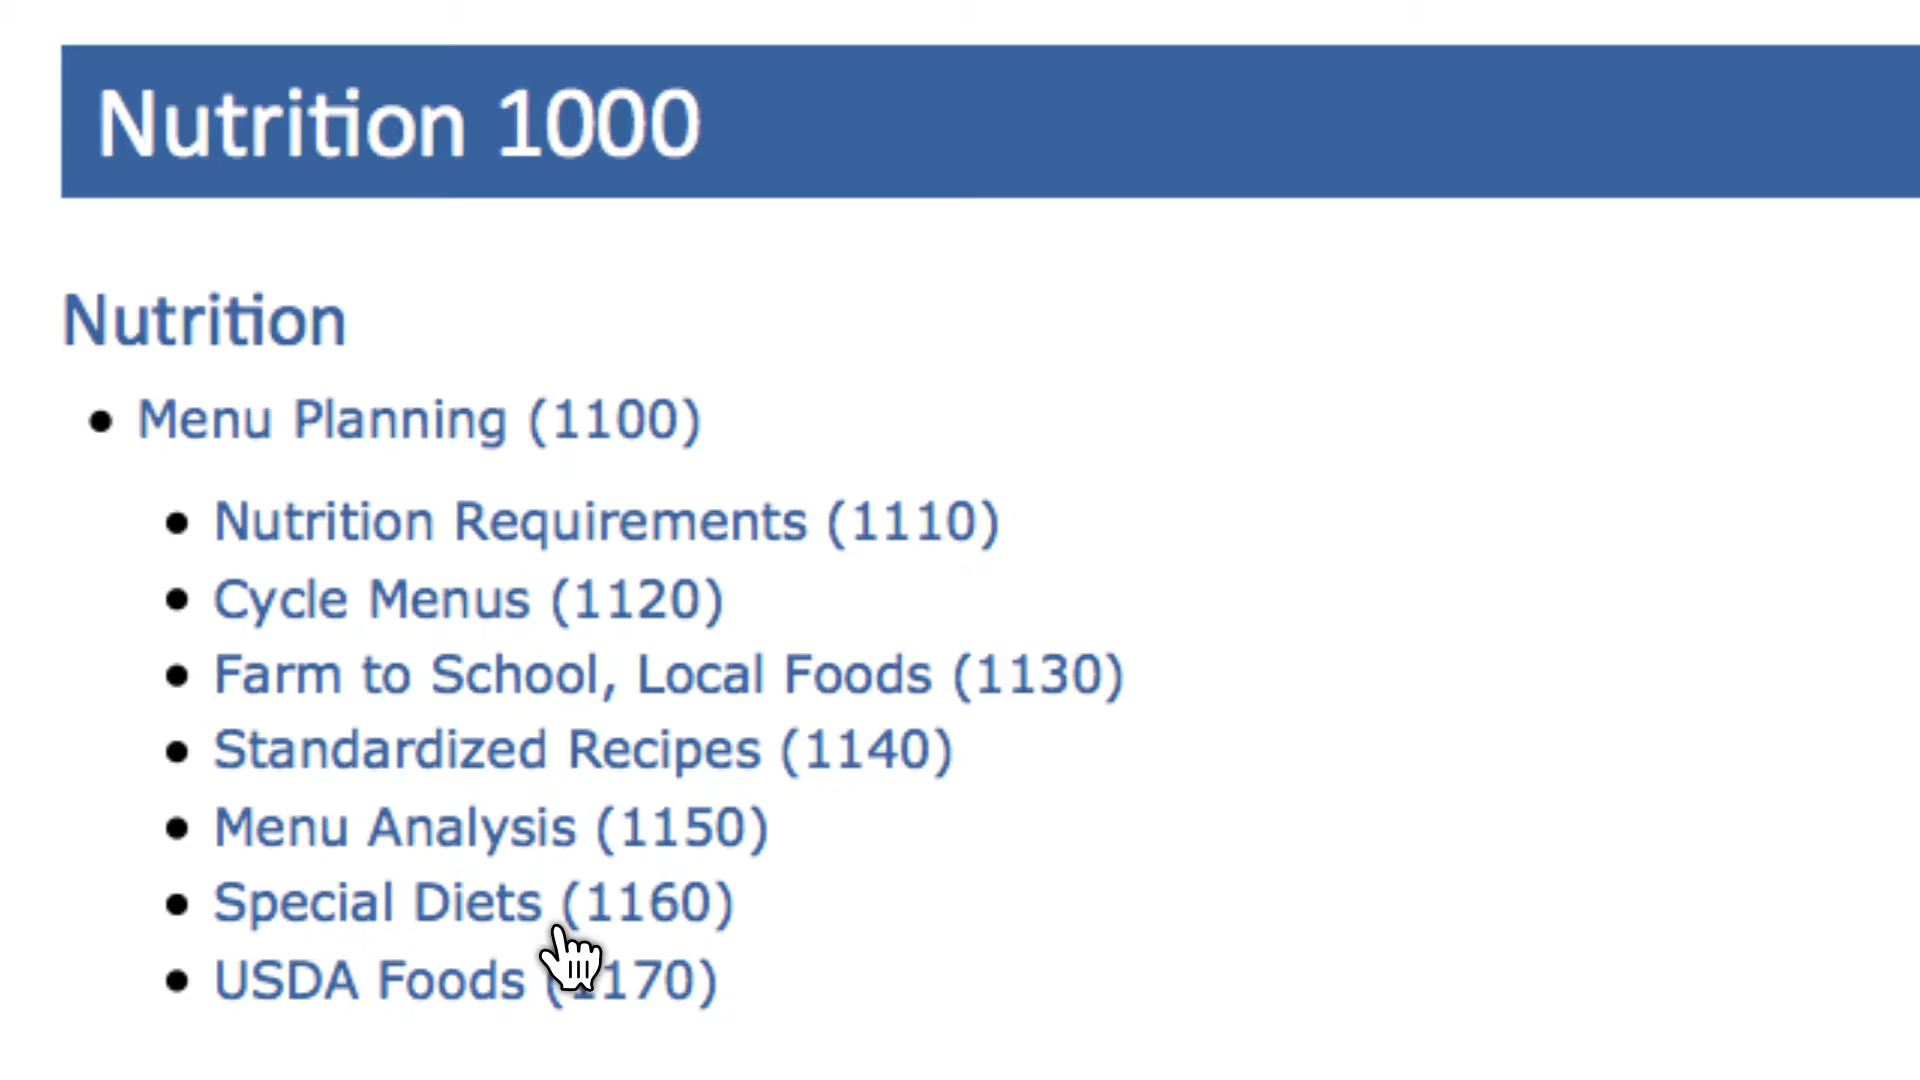 Nutrition 1000
Nutrition
Menu Planning (1100)
Nutrition Requirements (1110)
Cycle Menus (1120)
Farm to School, Local Foods (1130)
Standardized Recipes (1140)
Menu Analysis (1150)
Special Diets (1160)
USDA Foods (1170)